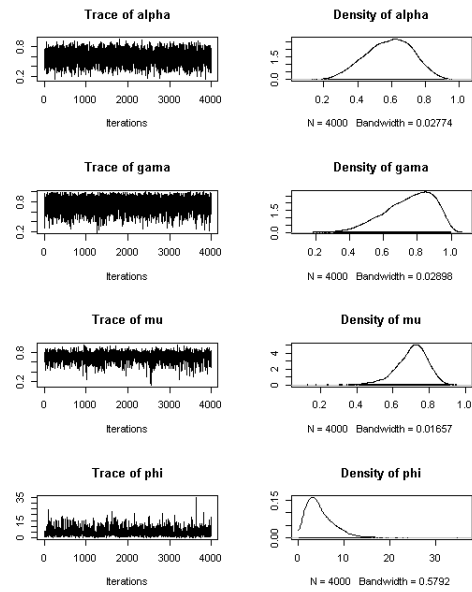 Trace of alpha
0.2 0.8
0 1000 2000 3000 4000
Iterations
Density of alpha
0.0 1.5
0.2 0.4 0.6 0.8 1.0
N = 4000 Bandwidth = 0.02774
Trace of gama
0.2 0.8
0 1000 2000 3000 4000
Iterations
Density of gama
0.0 1.5
0.2 0.4 0.6 0.8 1.0
N = 4000 Bandwidth = 0.02898
Trace of mu
0.2 0.8
0 1000 2000 3000 4000
Iterations
Density of mu
0 2 4
0.2 0.4 0.6 0.8 1.0
N = 4000 Bandwidth = 0.01657
Trace of phi
0 15 35
0 1000 2000 3000 4000
Iterations
Density of phi
0.00 0.15
0 10 20 30
N = 4000 Bandwidth = 0.5792